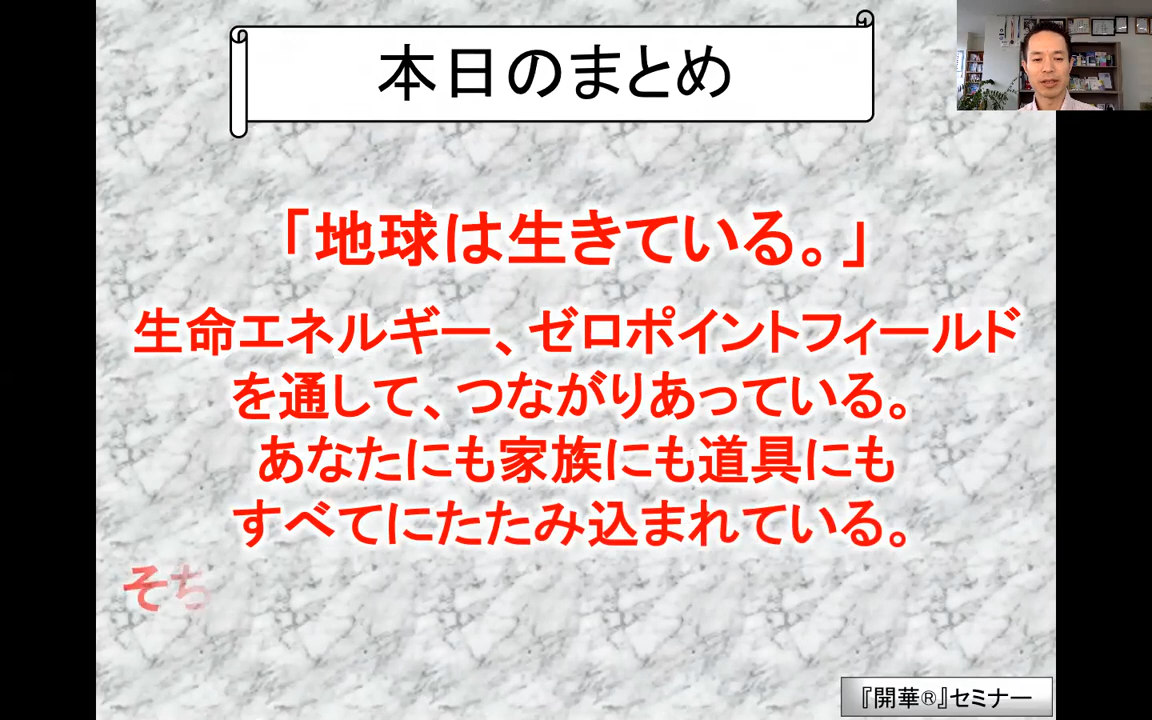 本日のまとめ
「地球は生きている。」
生命エネルギー、ゼロポイントフィールド
を通して、つながりあっている。
あなたにも家族にも道具にも
すべてにたたみ込まれている。
そち
『開華®』セミナー